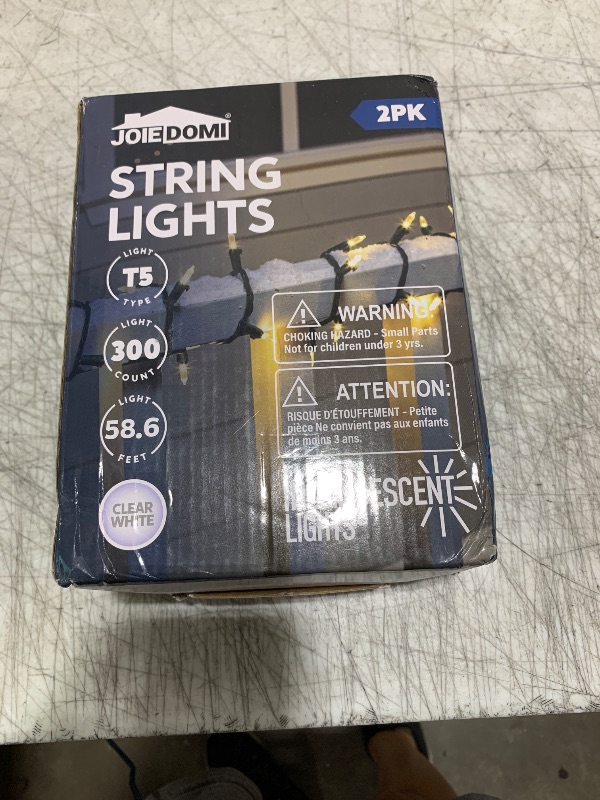 JOIEDOMI®
2PK
STRING
LIGHTS
LIGHT
T5
TYPE
LIGHT
300
COUNT
LIGHT
58.6
FEET
CLEAR
WHITE
WARNING:
CHOKING HAZARD - Small Parts
Not for children under 3 yrs.
ATTENTION:
RISQUE D'ÉTOUFFEMENT - Petite
pièce Ne convient pas aux enfants
de moins 3 ans.
LIGHTS